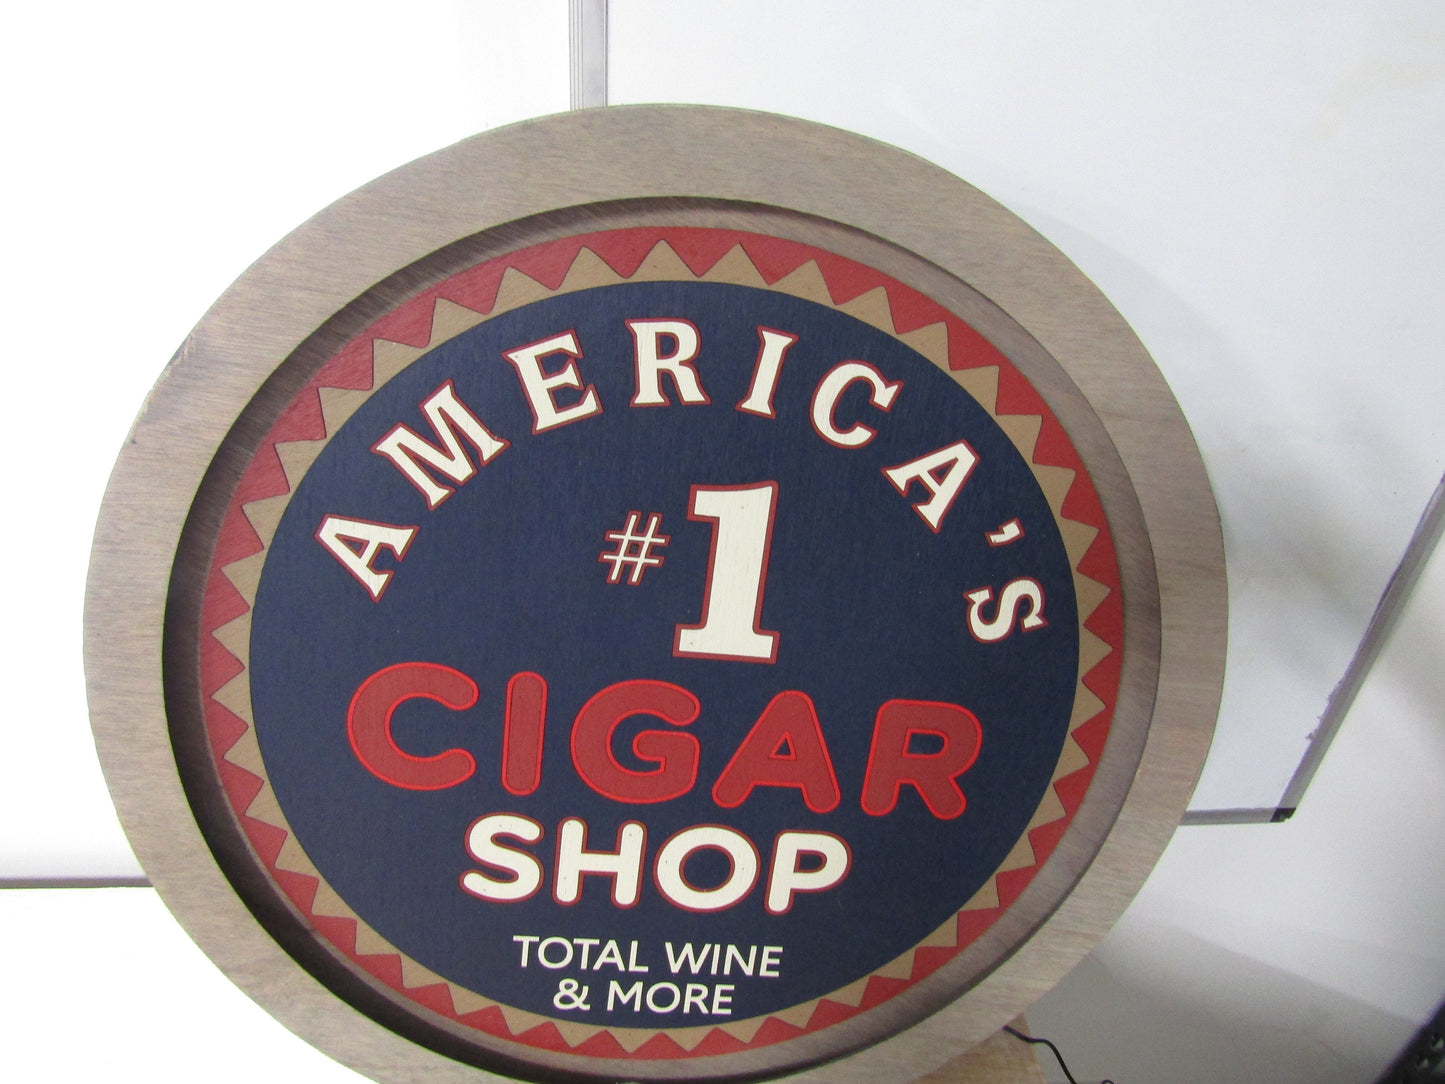 AMERICA'S
#1
CIGAR
SHOP
TOTAL WINE
& MORE